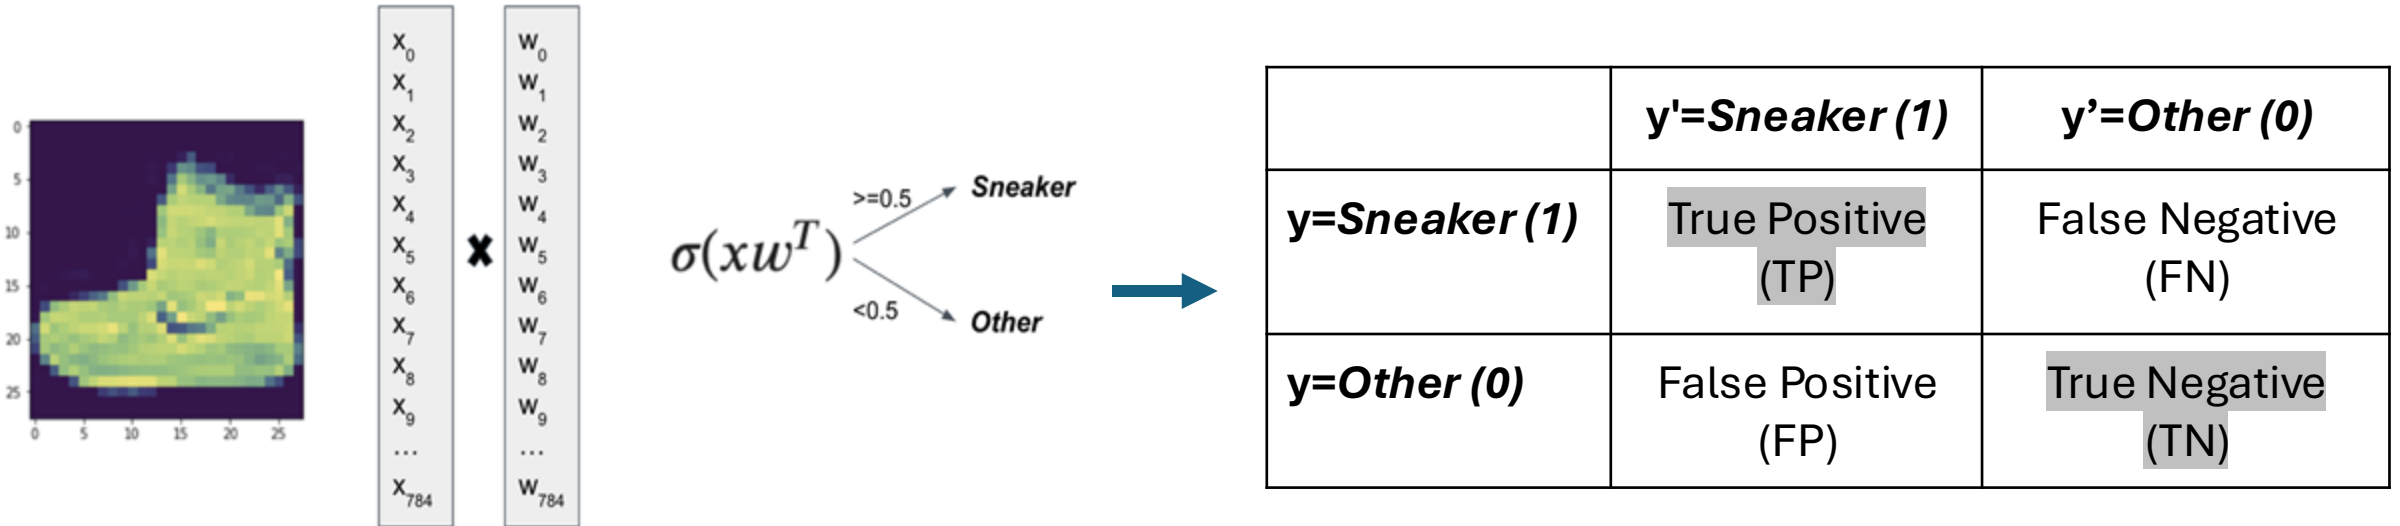 0
5
10
15
20
25
0 5 10 15 20 25
x0
x1
x2
x3
x4
x5
x6
x7
x8
x9
...
x784
✖
w0
w1
w2
w3
w4
w5
w6
w7
w8
w9
...
w784
σ(xw^T)
>=0.5
Sneaker
<0.5
Other
y'=Sneaker (1) y’=Other (0)
y=Sneaker (1) True Positive (TP) False Negative (FN)
y=Other (0) False Positive (FP) True Negative (TN)